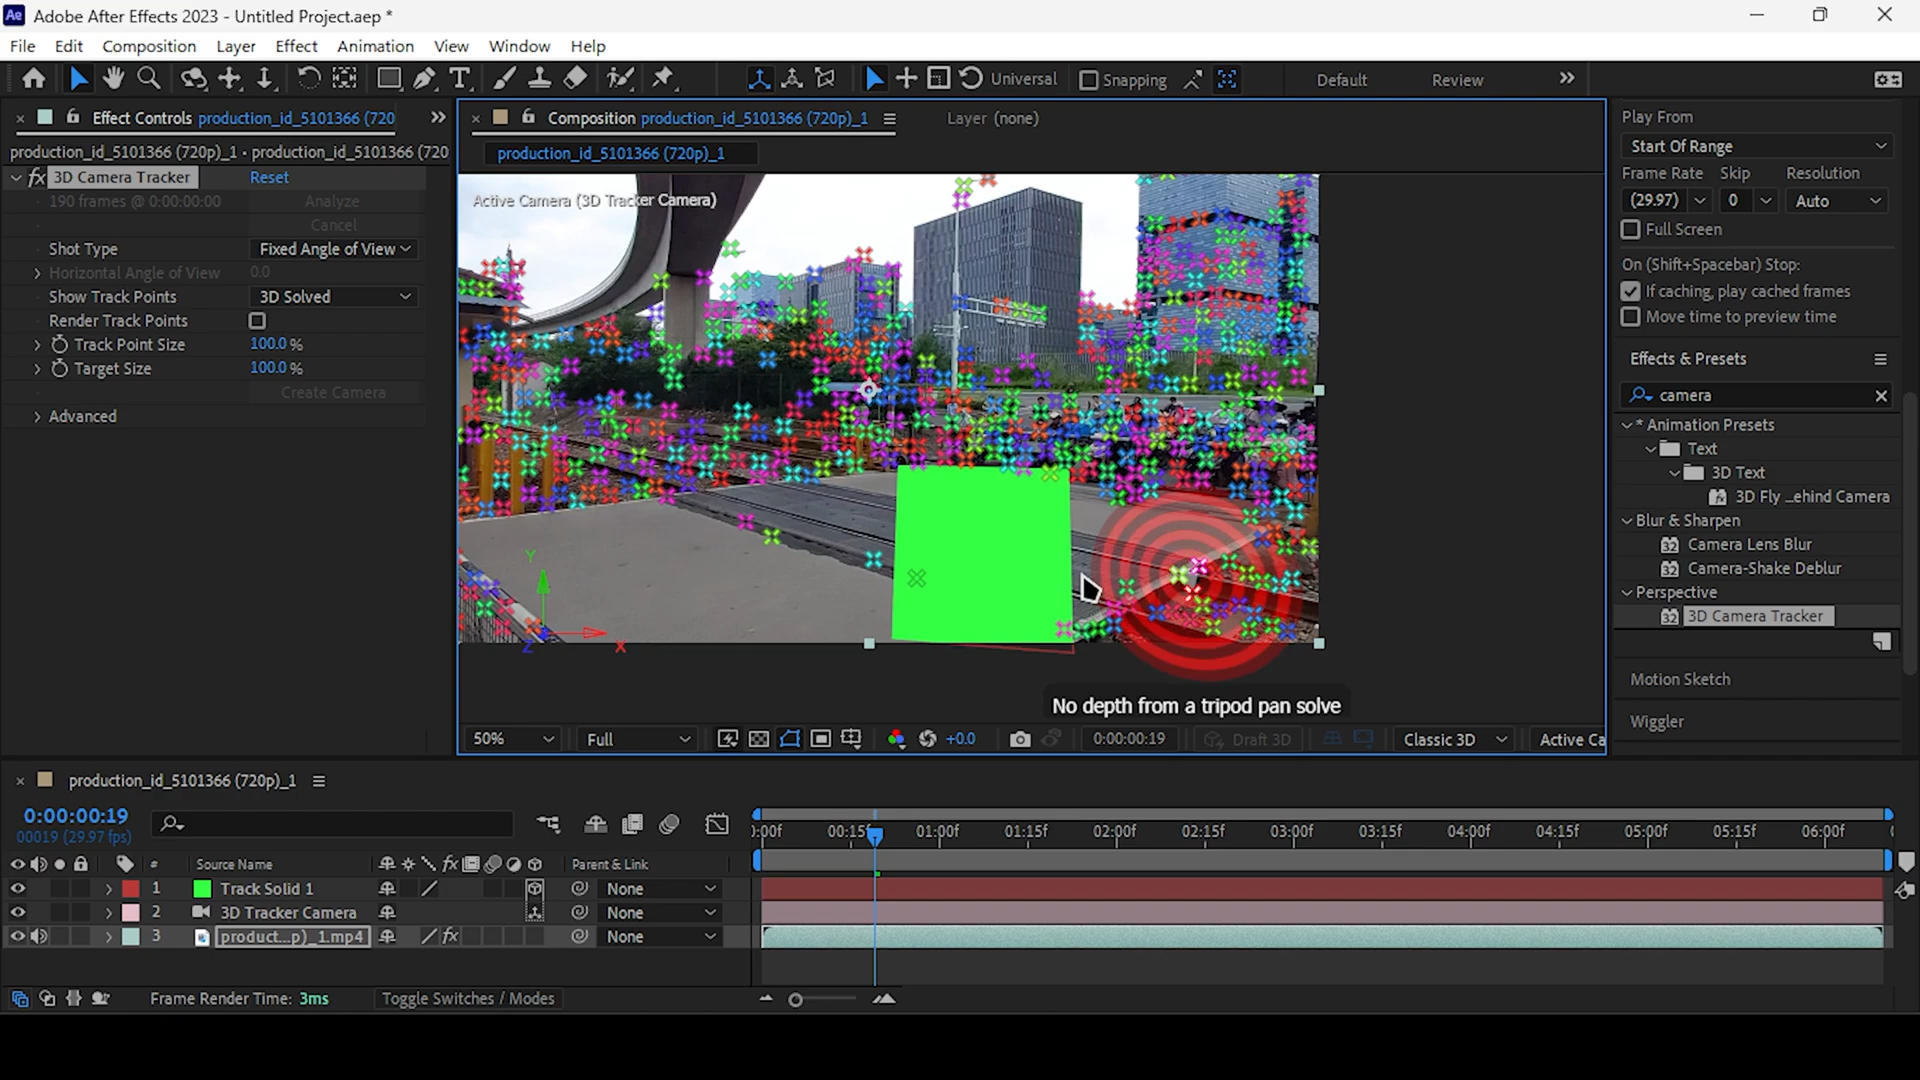 Adobe After Effects 2023 - Untitled Project.aep *
File Edit Composition Layer Effect Animation View Window Help
Universal Snapping Default Review
Effect Controls production_id_5101366 (720
production_id_5101366 (720p)_1 • production_id_5101366 (720
fx 3D Camera Tracker Reset
190 frames @ 0:00:00:00 Analyze
Cancel
Shot Type Fixed Angle of View
Horizontal Angle of View 0.0
Show Track Points 3D Solved
Render Track Points
Track Point Size 100.0 %
Target Size 100.0 %
Create Camera
Advanced
Composition production_id_5101366 (720p)_1 Layer (none)
production_id_5101366 (720p)_1
Active Camera (3D Tracker Camera)
Y
Z X
No depth from a tripod pan solve
50% Full +0.0 0:00:00:19 Draft 3D Classic 3D Active Ca
Play From
Start Of Range
Frame Rate Skip Resolution
(29.97) 0 Auto
Full Screen
On (Shift+Spacebar) Stop:
If caching, play cached frames
Move time to preview time
Effects & Presets
camera
* Animation Presets
Text
3D Text
3D Fly _ehind Camera
Blur & Sharpen
32 Camera Lens Blur
32 Camera-Shake Deblur
Perspective
32 3D Camera Tracker
Motion Sketch
Wiggler
production_id_5101366 (720p)_1
0:00:00:19
00019 (29.97 fps)
):00f 00:15f 01:00f 01:15f 02:00f 02:15f 03:00f 03:15f 04:00f 04:15f 05:00f 05:15f 06:00f
# Source Name fx Parent & Link
1 Track Solid 1 None
2 3D Tracker Camera None
3 product...p)_1.mp4 fx None
Frame Render Time: 3ms Toggle Switches / Modes